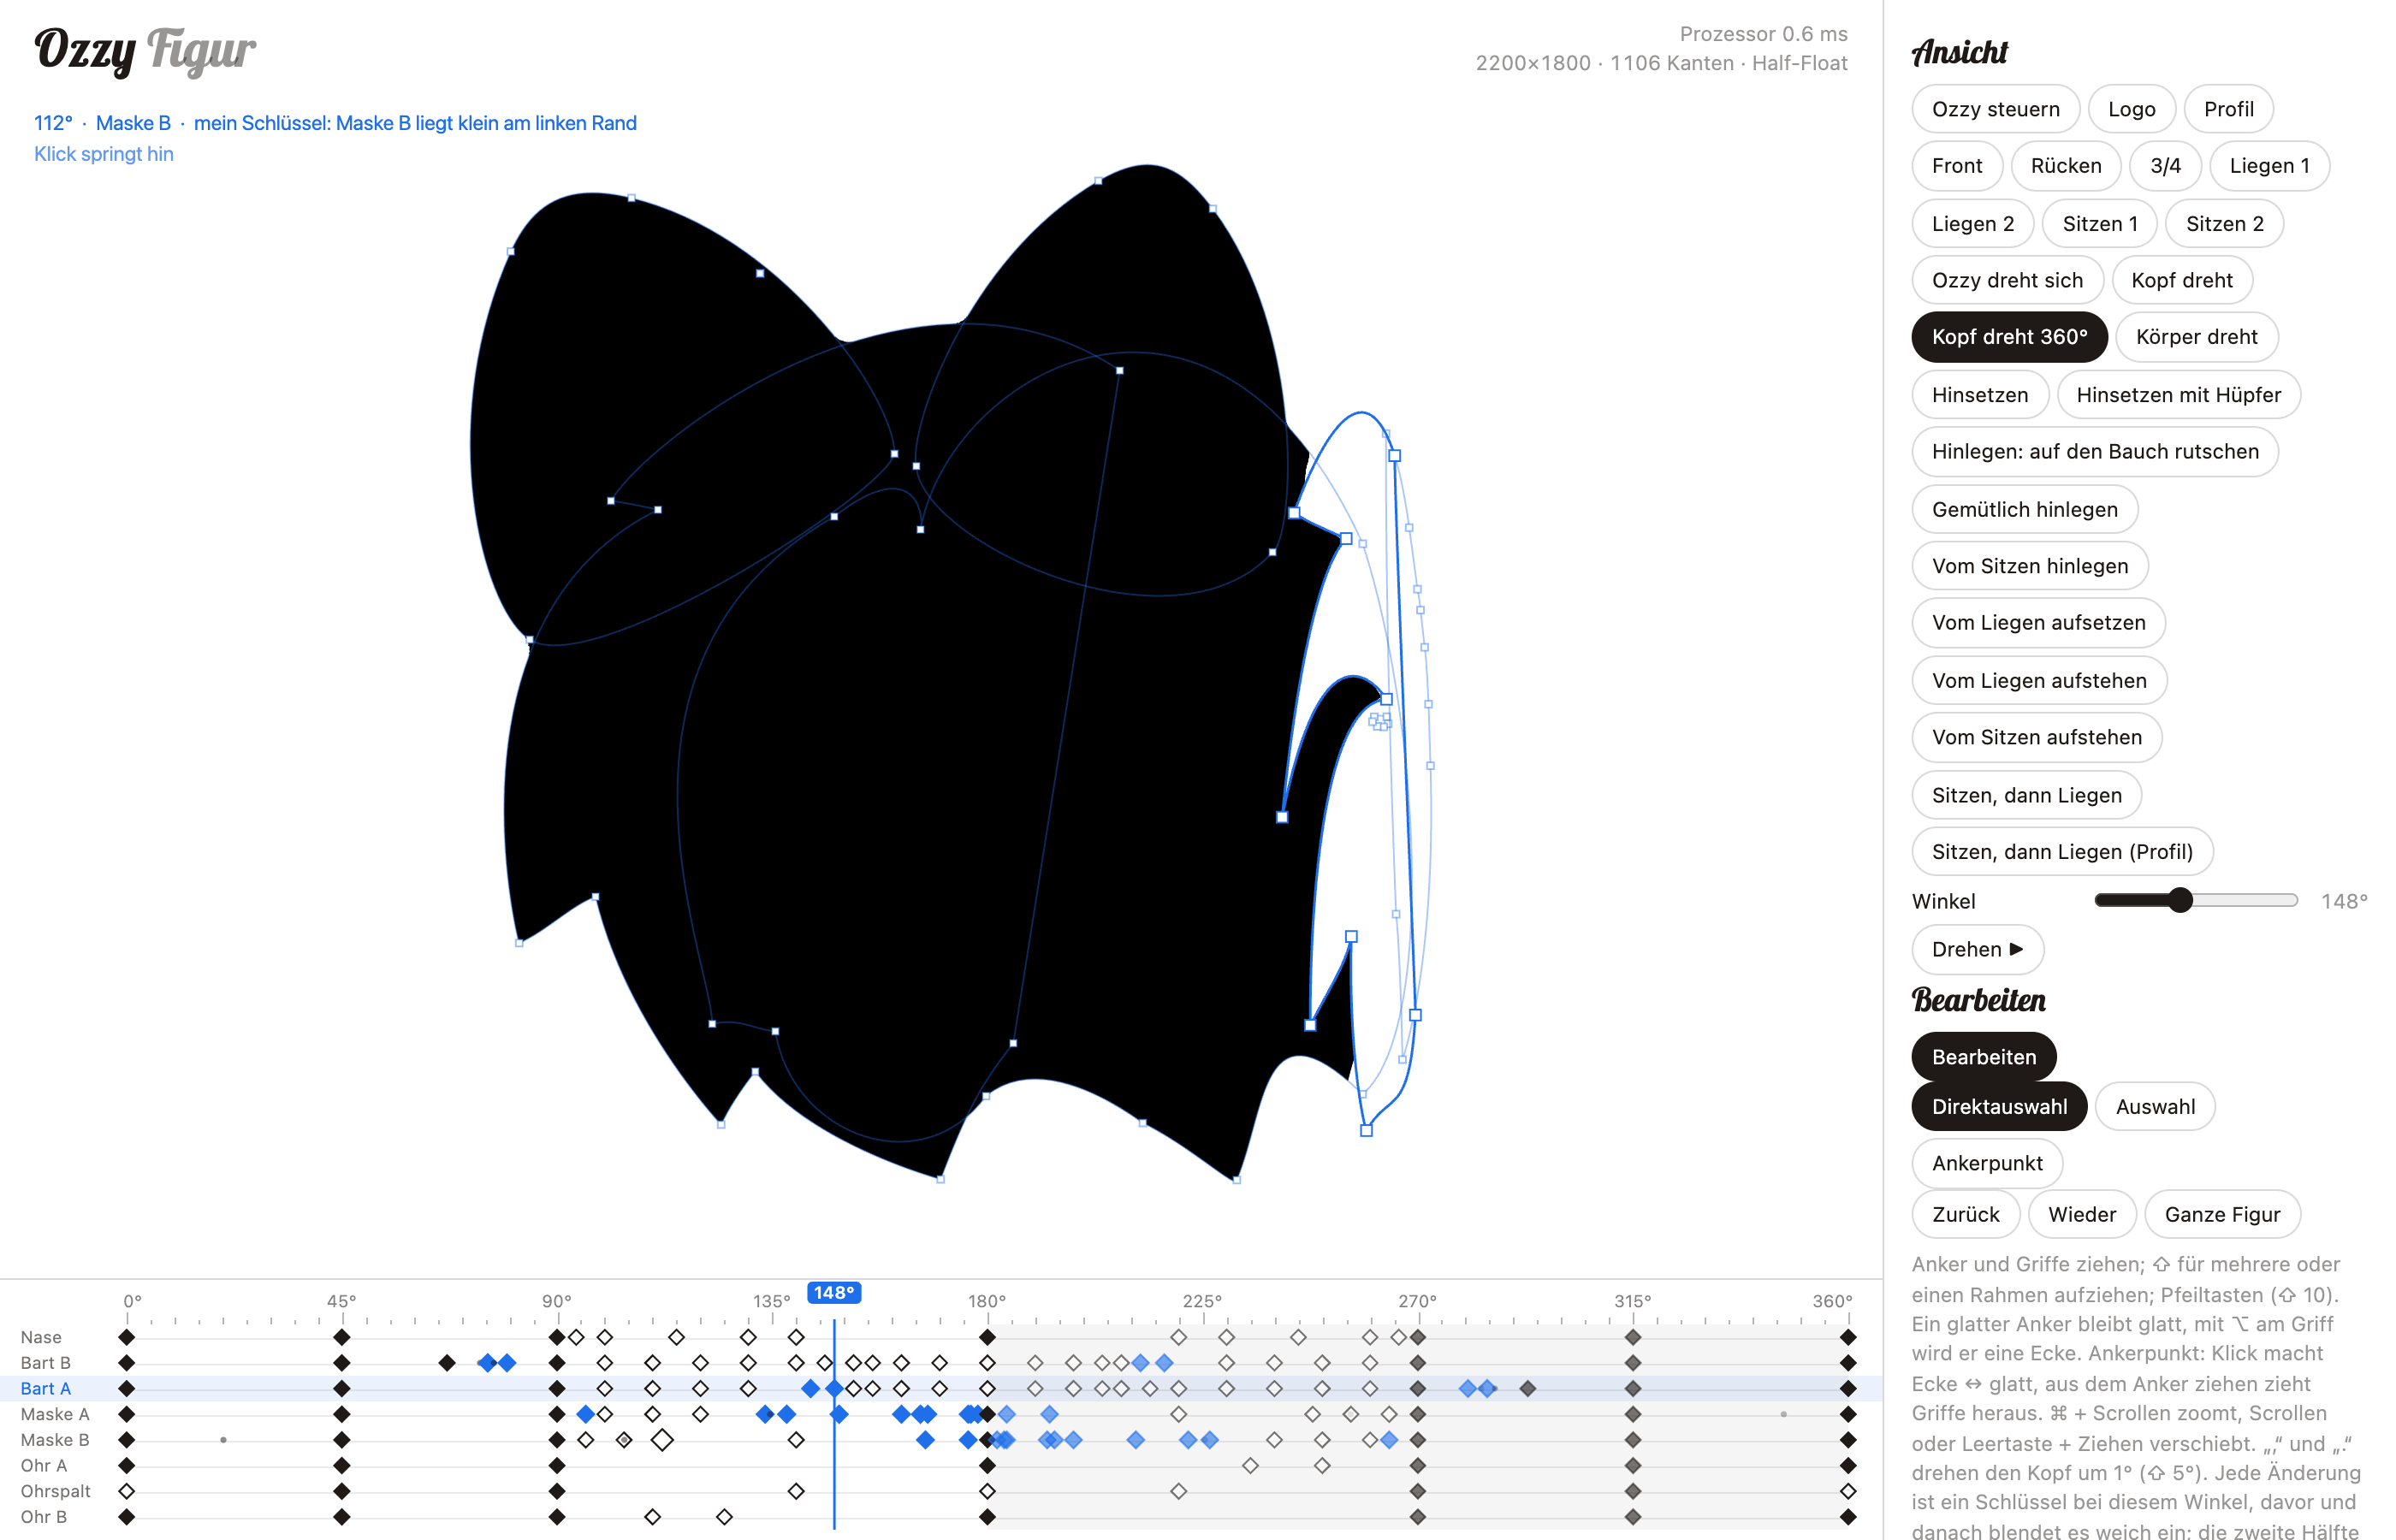 Ozzy Figur
Prozessor 0.6 ms
2200×1800 · 1106 Kanten · Half-Float
112° · Maske B · mein Schlüssel: Maske B liegt klein am linken Rand
Klick springt hin
Ansicht
Ozzy steuern Logo Profil
Front Rücken 3/4 Liegen 1
Liegen 2 Sitzen 1 Sitzen 2
Ozzy dreht sich Kopf dreht
Kopf dreht 360° Körper dreht
Hinsetzen Hinsetzen mit Hüpfer
Hinlegen: auf den Bauch rutschen
Gemütlich hinlegen
Vom Sitzen hinlegen
Vom Liegen aufsetzen
Vom Liegen aufstehen
Vom Sitzen aufstehen
Sitzen, dann Liegen
Sitzen, dann Liegen (Profil)
Winkel 148°
Drehen ▶
Bearbeiten
Bearbeiten
Direktauswahl Auswahl
Ankerpunkt
Zurück Wieder Ganze Figur
Anker und Griffe ziehen; ⇧ für mehrere oder
einen Rahmen aufziehen; Pfeiltasten (⇧ 10).
Ein glatter Anker bleibt glatt, mit ⌥ am Griff
wird er eine Ecke. Ankerpunkt: Klick macht
Ecke ↔ glatt, aus dem Anker ziehen zieht
Griffe heraus. ⌘ + Scrollen zoomt, Scrollen
oder Leertaste + Ziehen verschiebt. „,“ und „.“
drehen den Kopf um 1° (⇧ 5°). Jede Änderung
ist ein Schlüssel bei diesem Winkel, davor und
danach blendet es weich ein; die zweite Hälfte
0° 45° 90° 135° 148° 180° 225° 270° 315° 360°
Nase
Bart B
Bart A
Maske A
Maske B
Ohr A
Ohrspalt
Ohr B